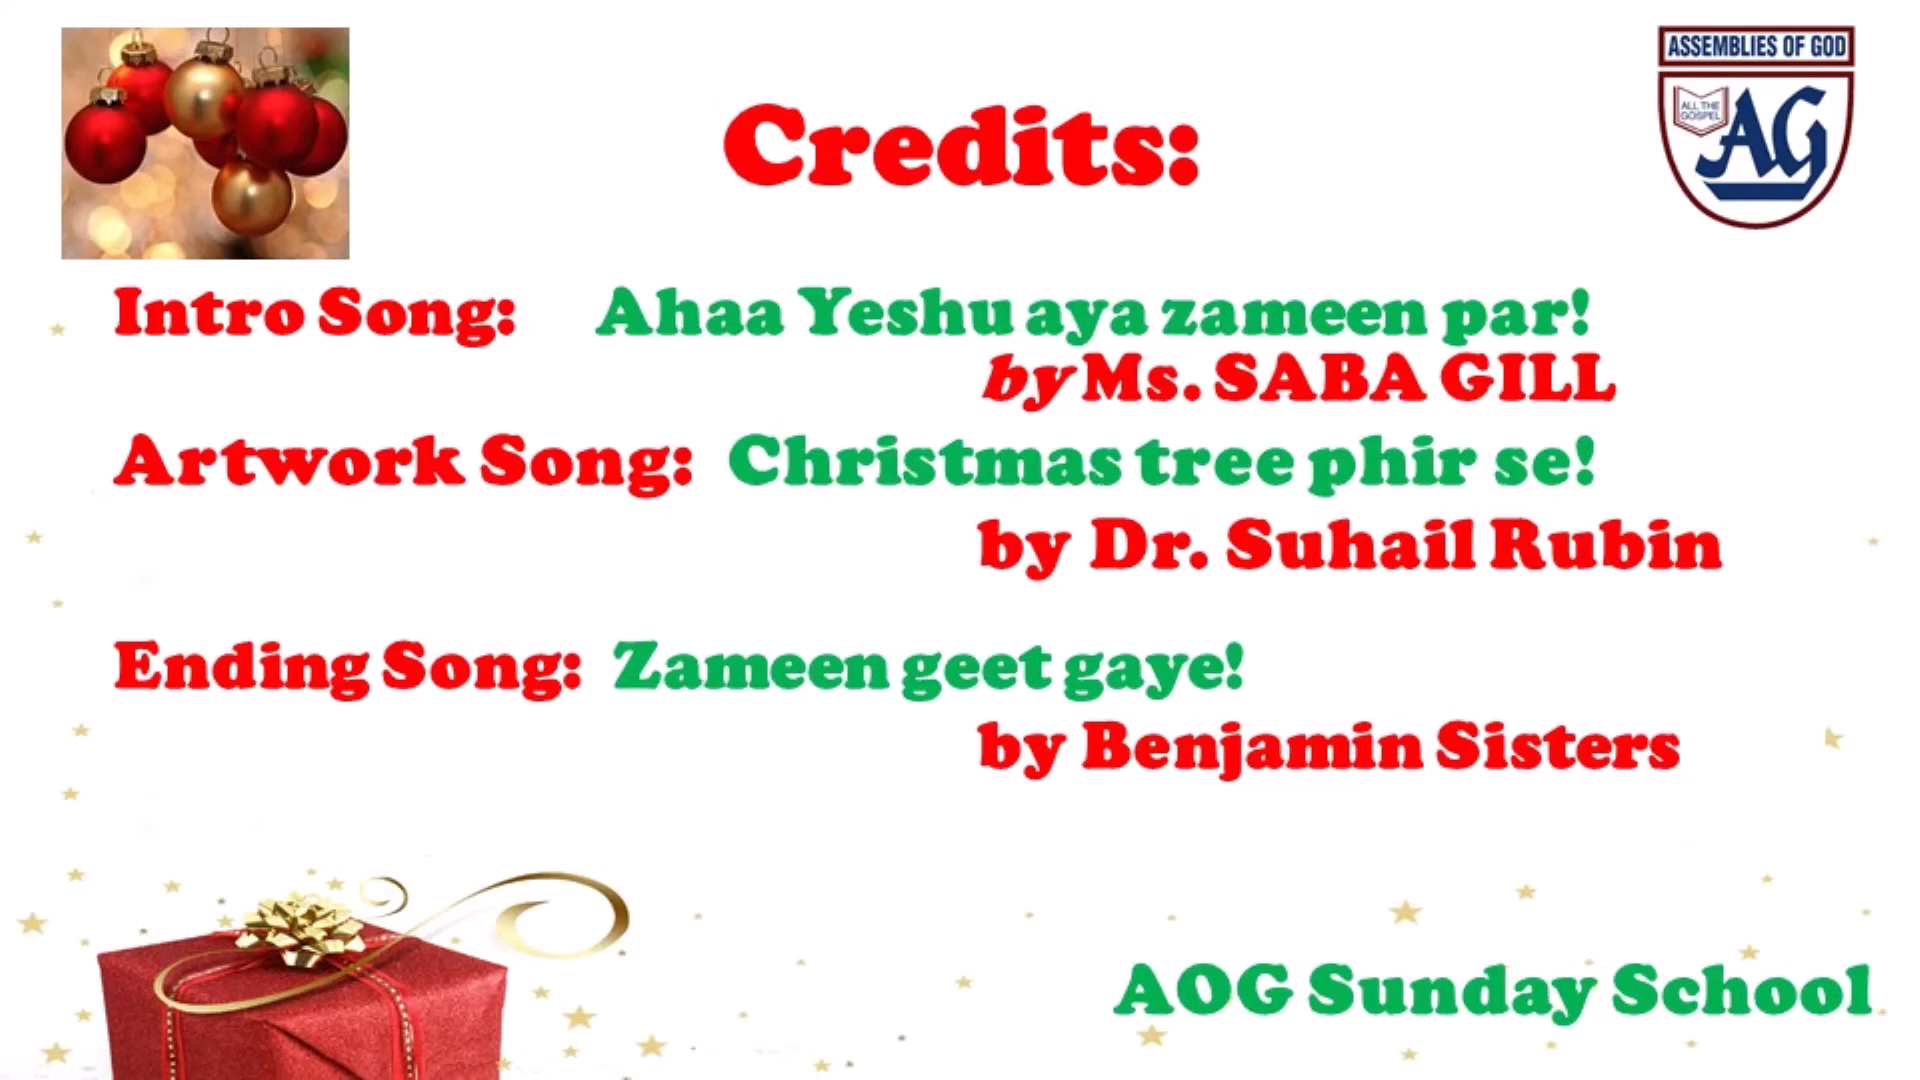 ASSEMBLIES OF GOD
ALL THE
GOSPEL
AG
Credits:
Intro Song: Ahaa Yeshu aya zameen par!
by Ms. SABA GILL
Artwork Song: Christmas tree phir se!
by Dr. Suhail Rubin
Ending Song: Zameen geet gaye!
by Benjamin Sisters
AOG Sunday School